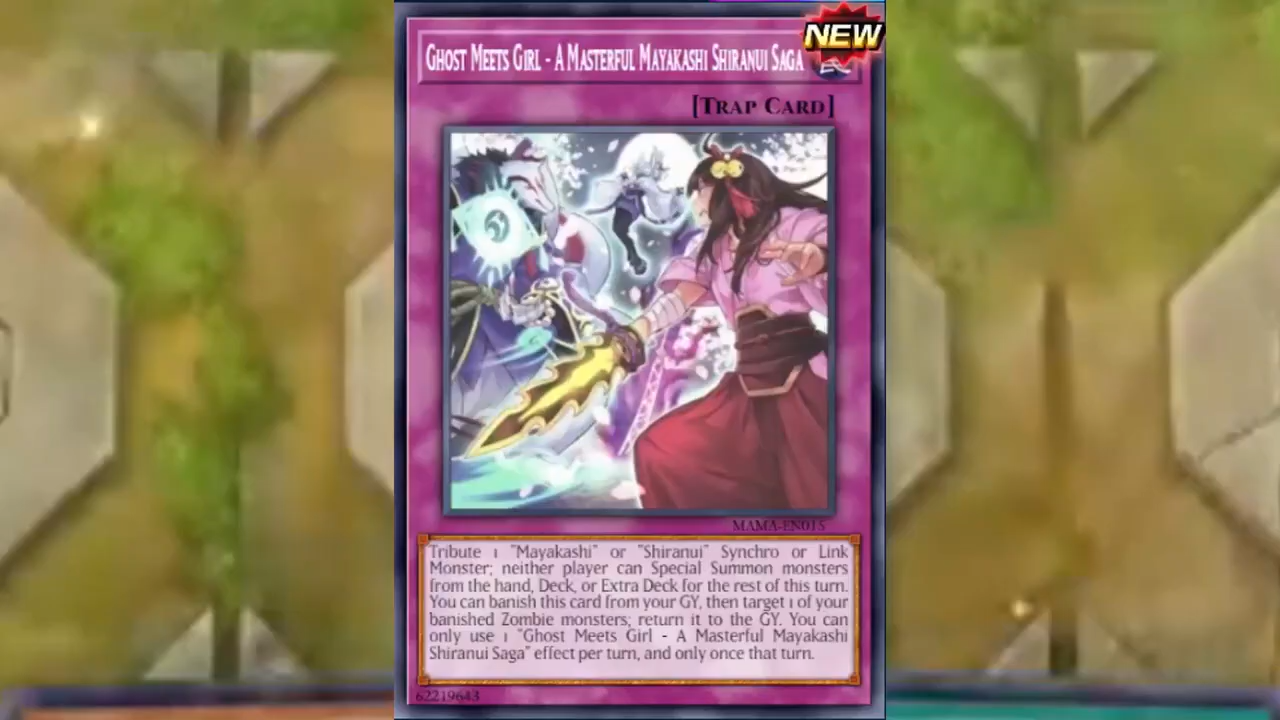 NEW
GHOST MEETS GIRL - A MASTERFUL MAYAKASHI SHIRANUI SAGA
[TRAP CARD]
MAMA-EN015
Tribute 1 "Mayakashi" or "Shiranui" Synchro or Link
Monster; neither player can Special Summon monsters
from the hand, Deck, or Extra Deck for the rest of this turn.
You can banish this card from your GY, then target 1 of your
banished Zombie monsters; return it to the GY. You can
only use 1 "Ghost Meets Girl - A Masterful Mayakashi
Shiranui Saga" effect per turn, and only once that turn.
62219643